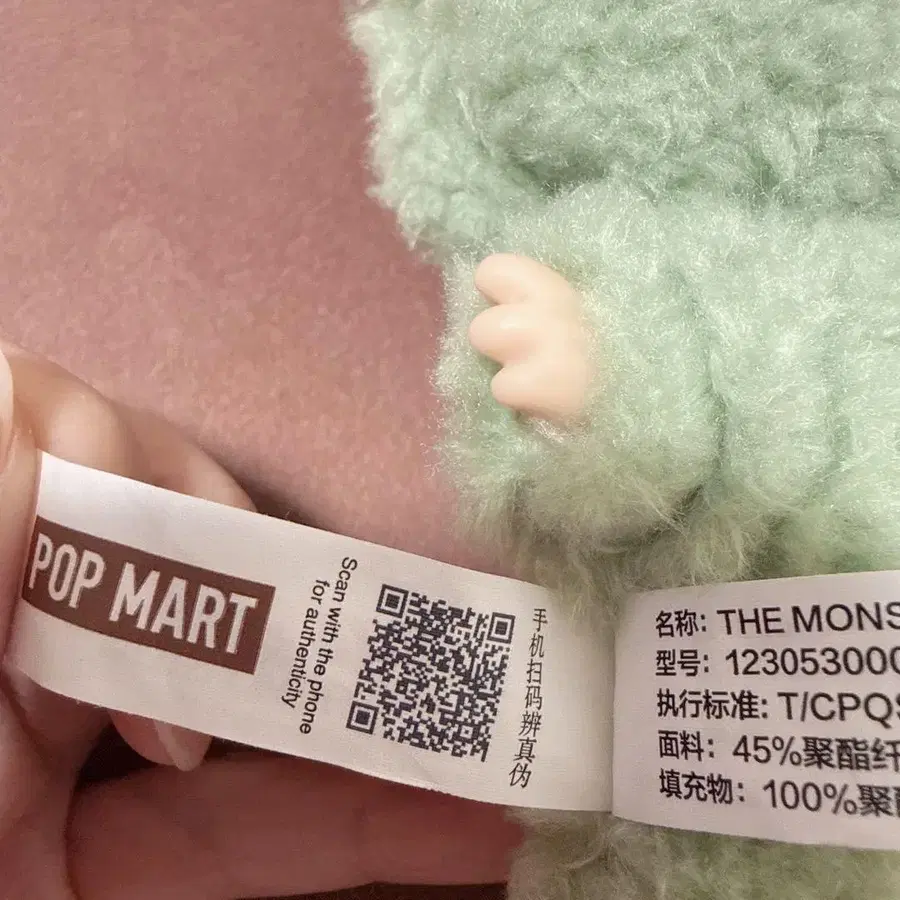 POP MART
Scan with the phone
for authenticity
手机扫码辨真伪
名称：THE MONS
型号：123053000
执行标准：T/CPQS
面料：45%聚酯纤
填充物：100%聚酯